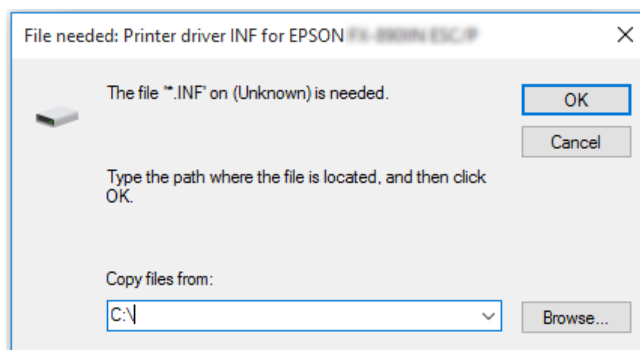 File needed: Printer driver INF for EPSON
The file '*.INF' on (Unknown) is needed.
OK
Cancel
Type the path where the file is located, and then click
OK.
Copy files from:
C:\
Browse...